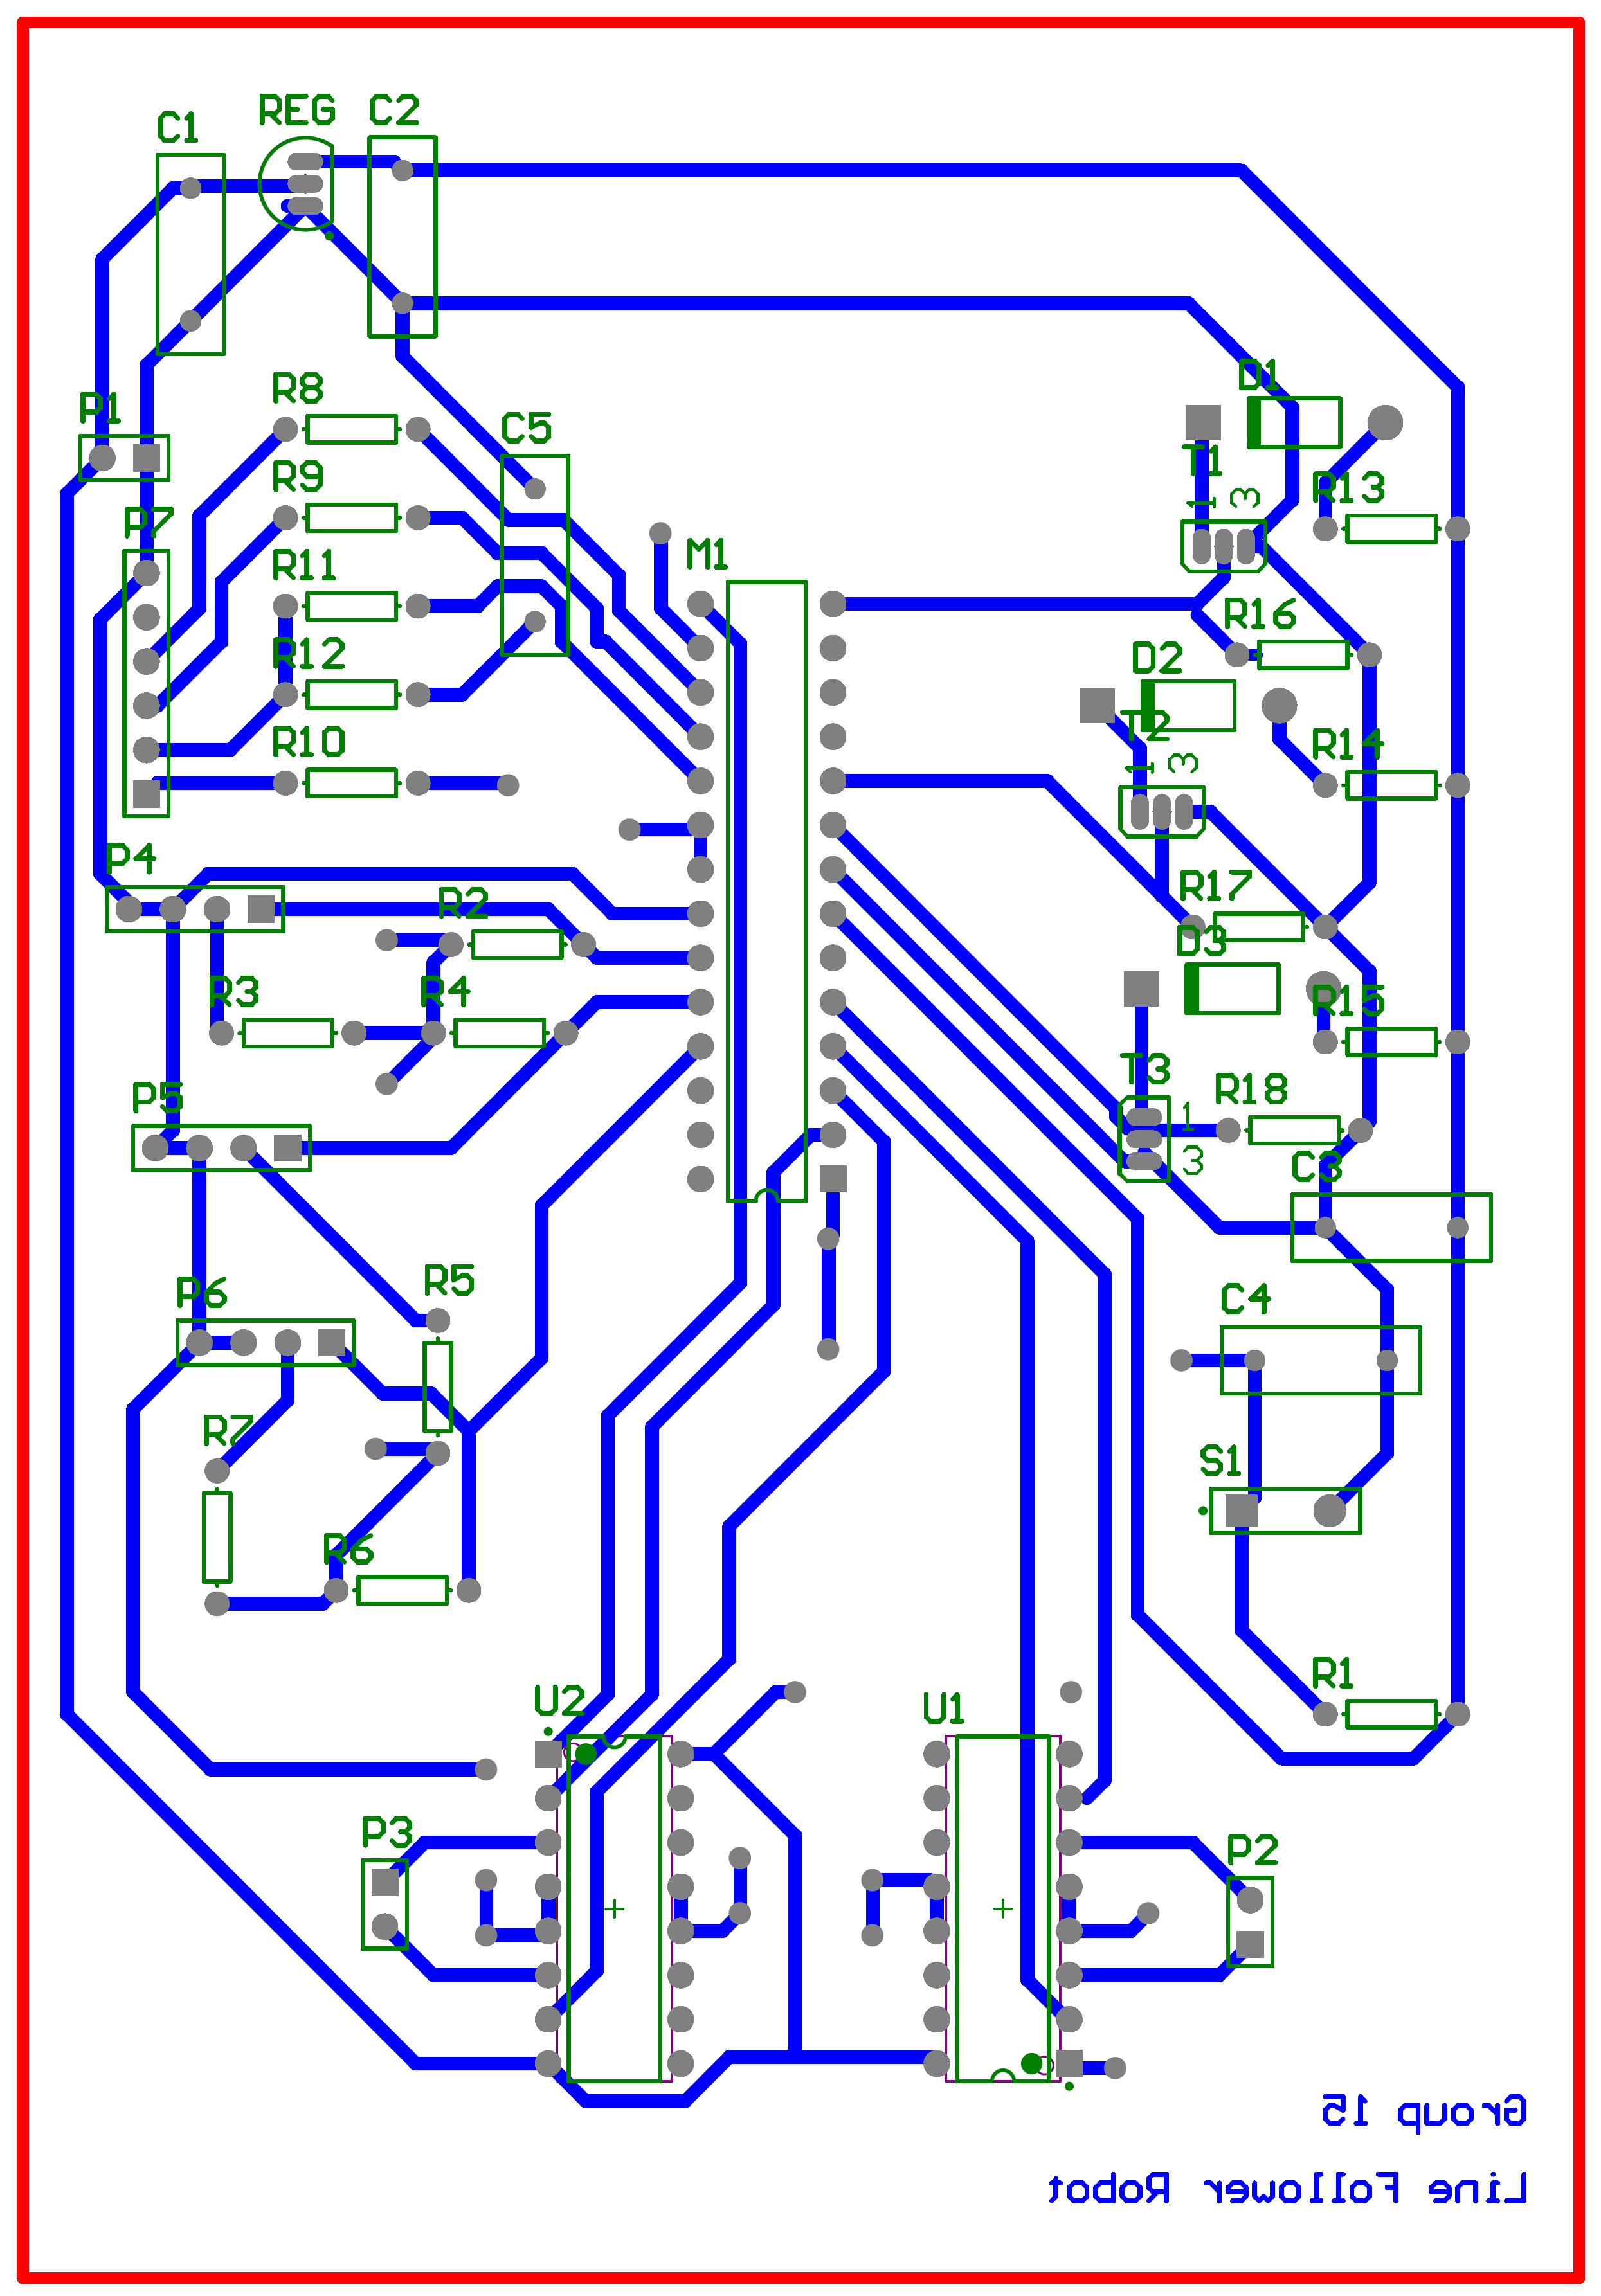 REG C2
C1
D1
R8
P1
C5
T1
R9
R13
1 3
P7
M1
R11
R16
R12
D2
T2
R10
R14
1 3
P4
R17
R2
D3
R3 R4
R15
T3
P5
R18
1
3
C3
R5
P6
C4
R7
S1
R6
R1
U2
U1
P3
P2
Group 15
Line Follower Robot